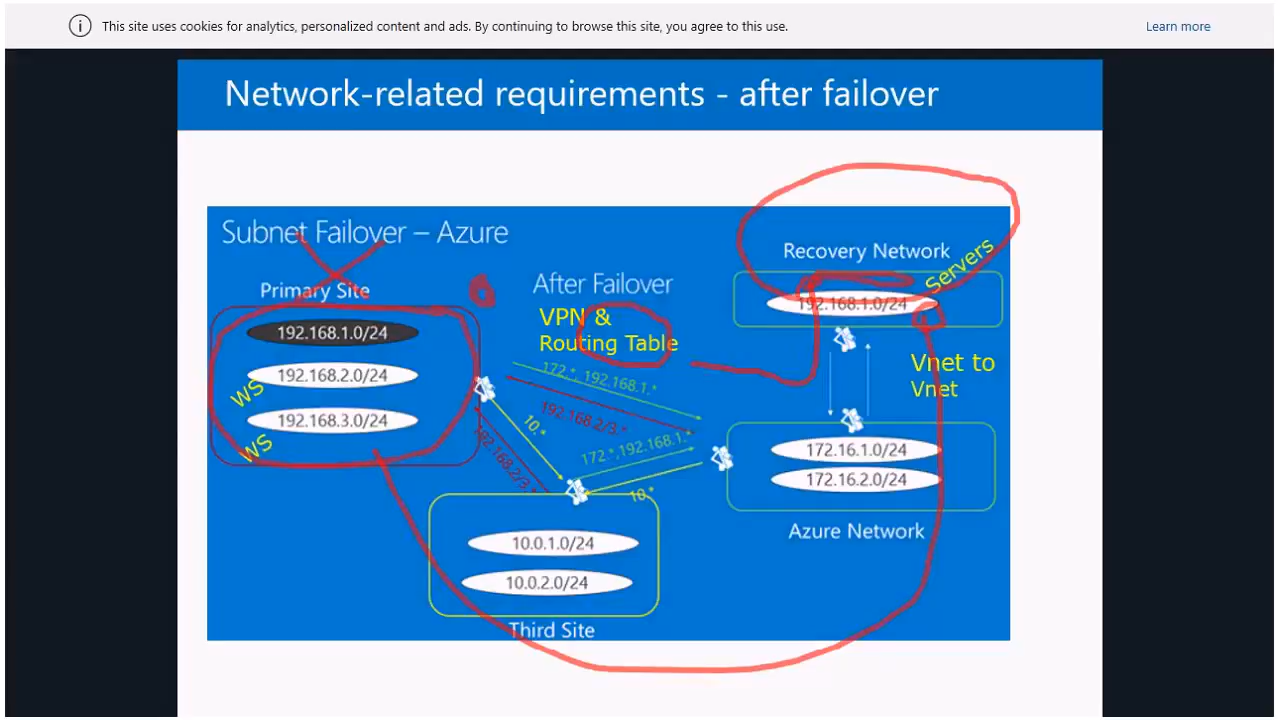 This site uses cookies for analytics, personalized content and ads. By continuing to browse this site, you agree to this use.
Learn more
Network-related requirements - after failover
Subnet Failover – Azure
Recovery Network
Servers
Primary Site
After Failover
192.168.1.0/24
192.168.1.0/24
VPN &
Routing Table
192.168.2.0/24
WS
172.*, 192.168.1.*
Vnet to
Vnet
192.168.3.0/24
WS
192.168.2/3.*
10.*
192.168.2/3.*
172.*,192.168.1.*
10.*
172.16.1.0/24
172.16.2.0/24
Azure Network
10.0.1.0/24
10.0.2.0/24
Third Site